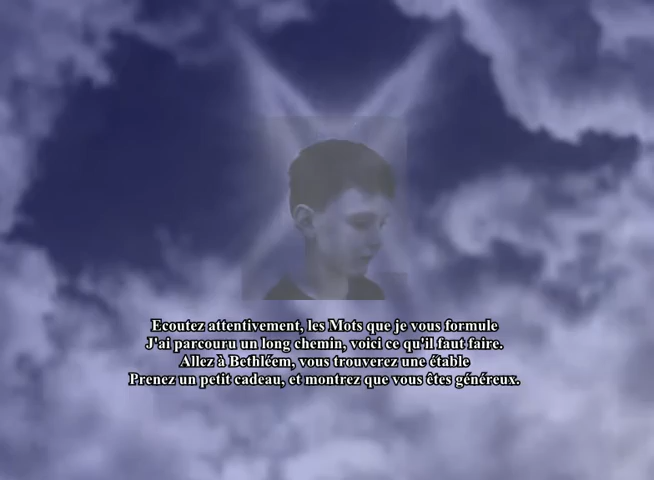 Ecoutez attentivement, les Mots que je vous formule
J'ai parcouru un long chemin, voici ce qu'il faut faire.
Allez à Bethléem, vous trouverez une étable
Prenez un petit cadeau, et montrez que vous êtes généreux.